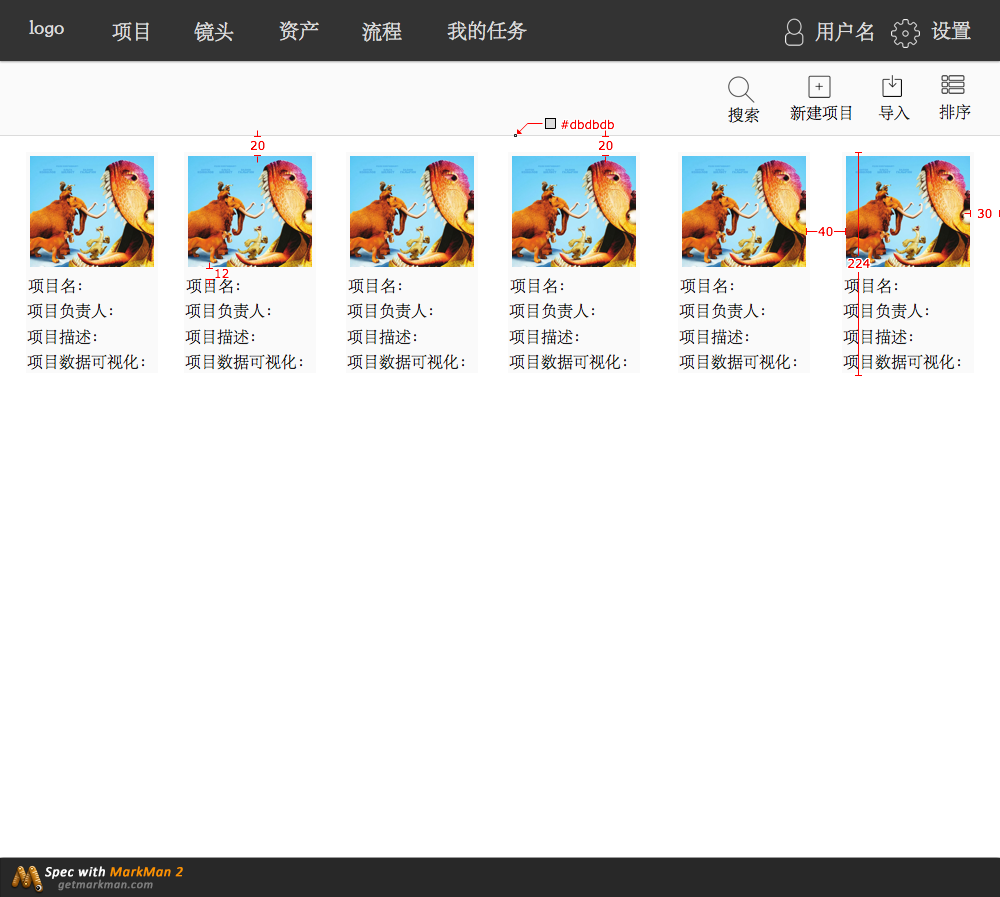 logo 项目 镜头 资产 流程 我的任务 用户名 设置
搜索 新建项目 导入 排序
#dbdbdb
20 20
40 30
224
12
项目名: 项目名: 项目名: 项目名: 项目名: 项目名:
项目负责人: 项目负责人: 项目负责人: 项目负责人: 项目负责人: 项目负责人:
项目描述: 项目描述: 项目描述: 项目描述: 项目描述: 项目描述:
项目数据可视化: 项目数据可视化: 项目数据可视化: 项目数据可视化: 项目数据可视化: 项目数据可视化:
Spec with MarkMan 2
getmarkman.com